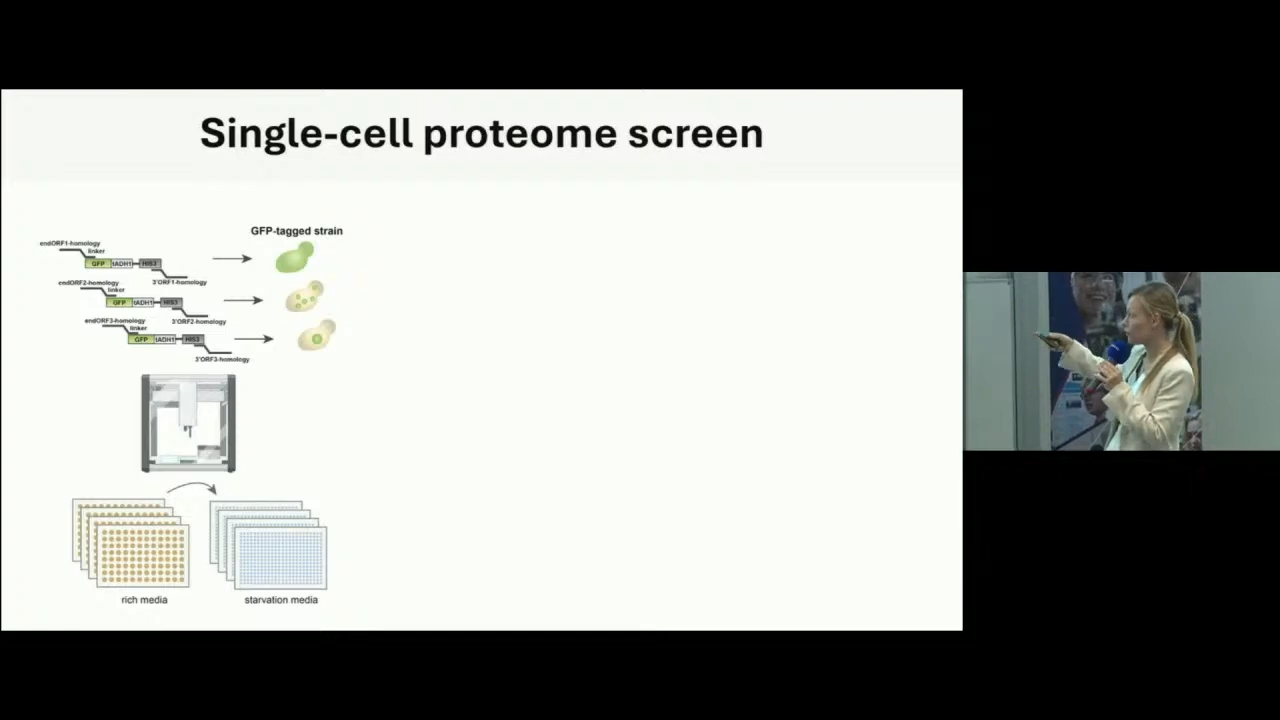 Single-cell proteome screen
GFP-tagged strain
endORF1-homology
linker
GFP tADH1 HIS3
3'ORF1-homology
endORF2-homology
linker
GFP tADH1 HIS3
3'ORF2-homology
endORF3-homology
linker
GFP tADH1 HIS3
3'ORF3-homology
rich media
starvation media